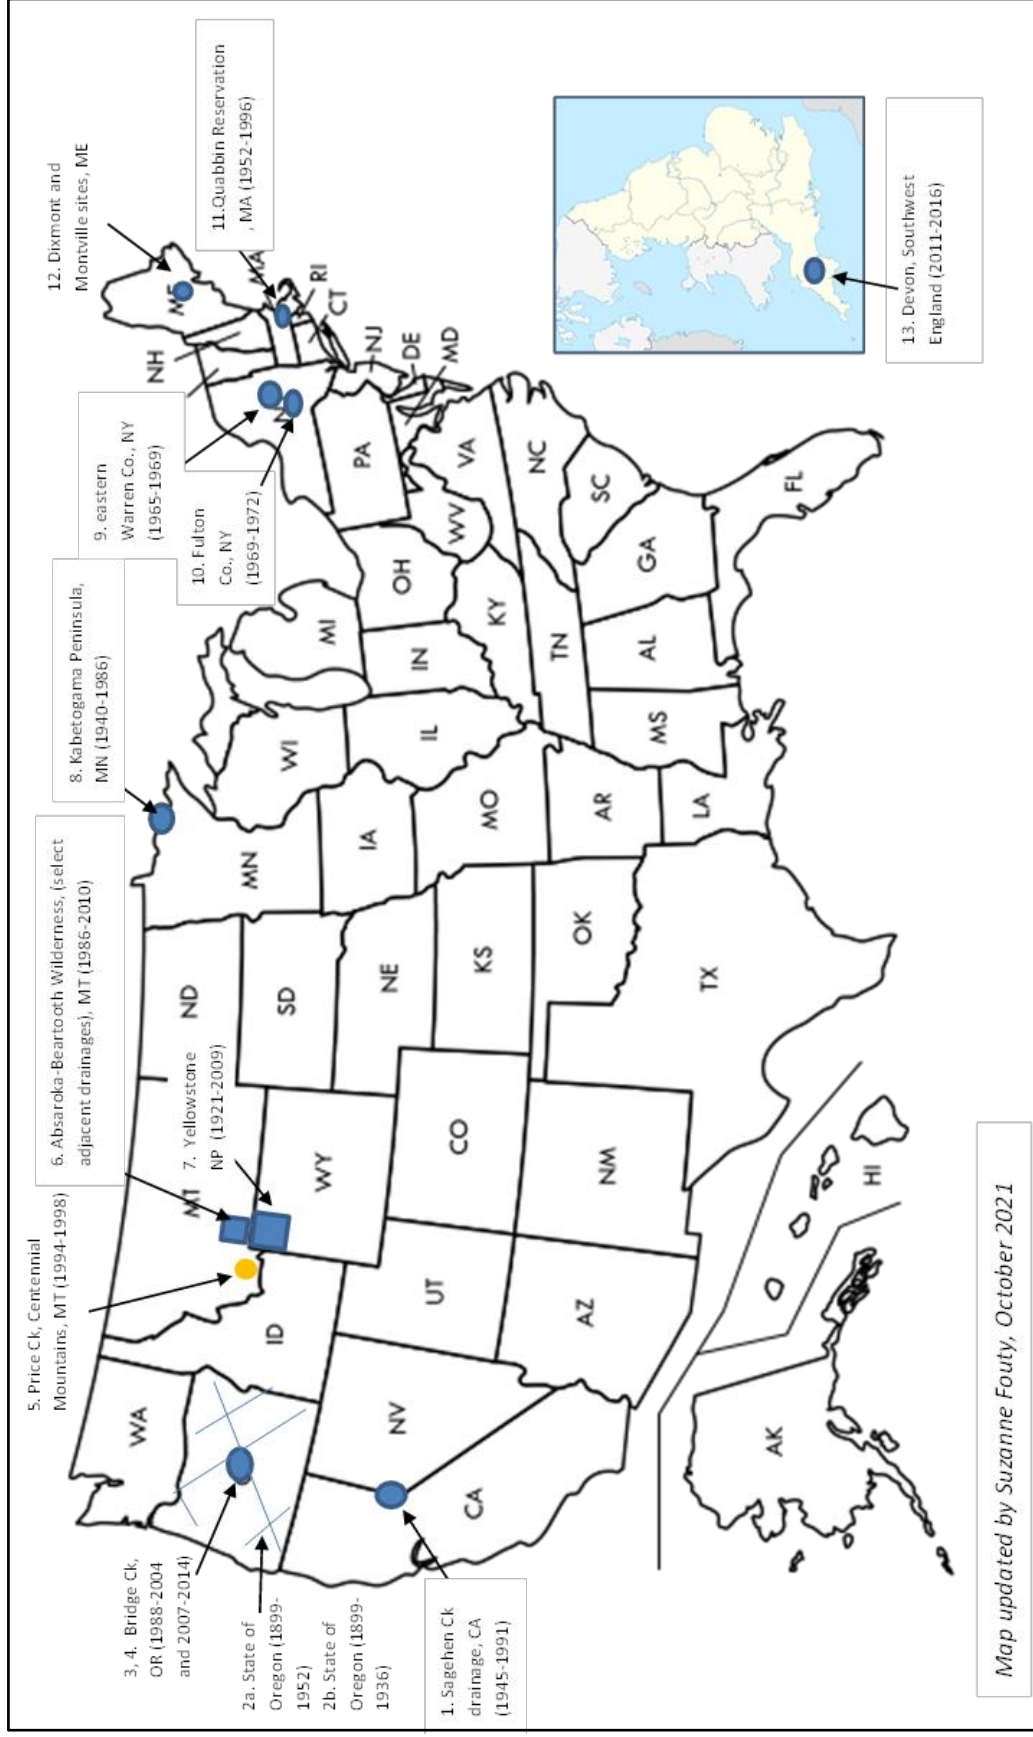 5. Price Ck, Centennial
Mountains, MT (1994-1998)
6. Absaroka-Beartooth Wilderness, (select
adjacent drainages), MT (1986-2010)
7. Yellowstone
NP (1921-2009)
8. Kabetogama Peninsula,
MN (1940-1986)
9. eastern
Warren Co., NY
(1965-1969)
10. Fulton
Co., NY
(1969-1972)
12. Dixmont and
Montville sites, ME
11.Quabbin Reservation
, MA (1952-1996)
3, 4. Bridge Ck,
OR (1988-2004
and 2007-2014)
2a. State of
Oregon (1899-
1952)
2b. State of
Oregon (1899-
1936)
1. Sagehen Ck
drainage, CA
(1945-1991)
13. Devon, Southwest
England (2011-2016)
WA
MT
ND
MN
ID
WY
SD
WI
MI
NH
ME
MA
RI
CT
NJ
DE
MD
PA
NV
UT
CO
NE
IA
IL
IN
OH
WV
VA
CA
AZ
NM
KS
MO
KY
NC
TN
SC
OK
AR
TX
LA
MS
AL
GA
FL
AK
HI
Map updated by Suzanne Fouty, October 2021